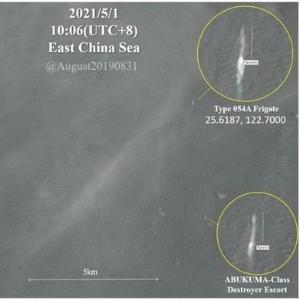 2021/5/1
10:06(UTC+8)
East China Sea
@August20190831
Type 054A Frigate
25.6187, 122.7000
5km
ABUKUMA-Class
Destroyer Escort